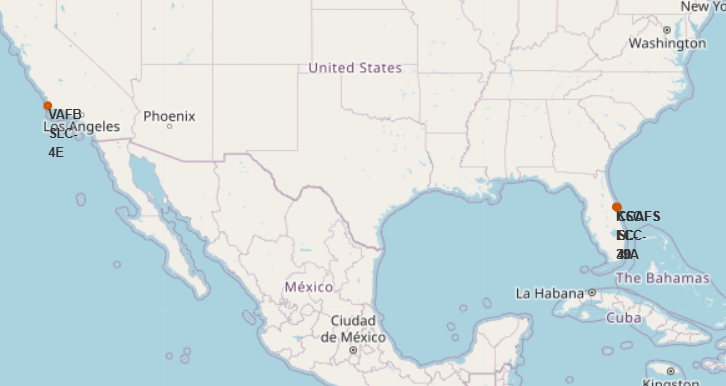 New Yo
Washington
United States
VAFB
SLC-
4E
Los Angeles
Phoenix
The Bahamas
México
La Habana
Cuba
Ciudad
de México
Kingston